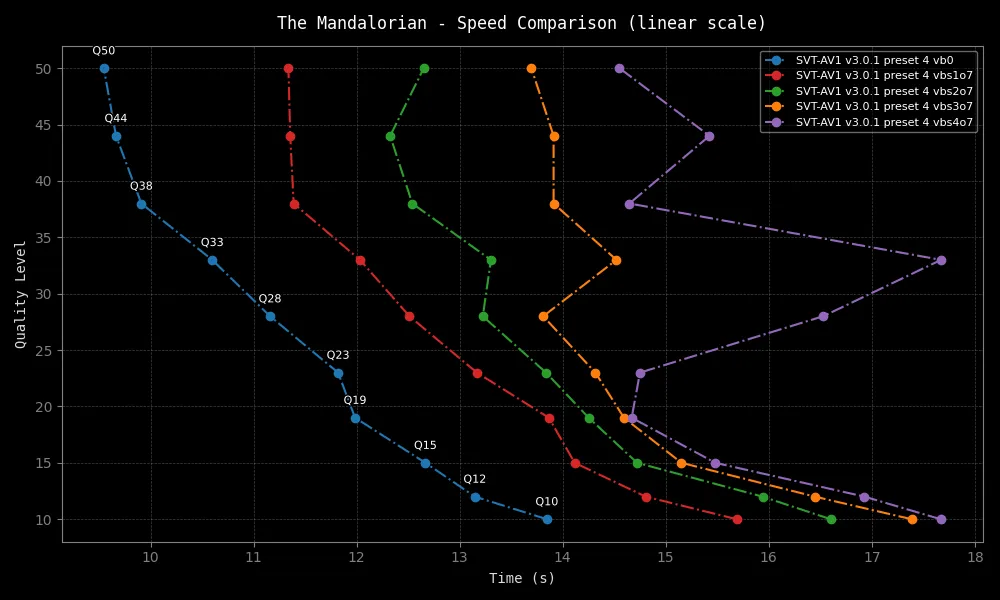 The Mandalorian - Speed Comparison (linear scale)
SVT-AV1 v3.0.1 preset 4 vb0
SVT-AV1 v3.0.1 preset 4 vbs1o7
SVT-AV1 v3.0.1 preset 4 vbs2o7
SVT-AV1 v3.0.1 preset 4 vbs3o7
SVT-AV1 v3.0.1 preset 4 vbs4o7
Q50
Q44
Q38
Q33
Q28
Q23
Q19
Q15
Q12
Q10
Quality Level
50
45
40
35
30
25
20
15
10
10 11 12 13 14 15 16 17 18
Time (s)